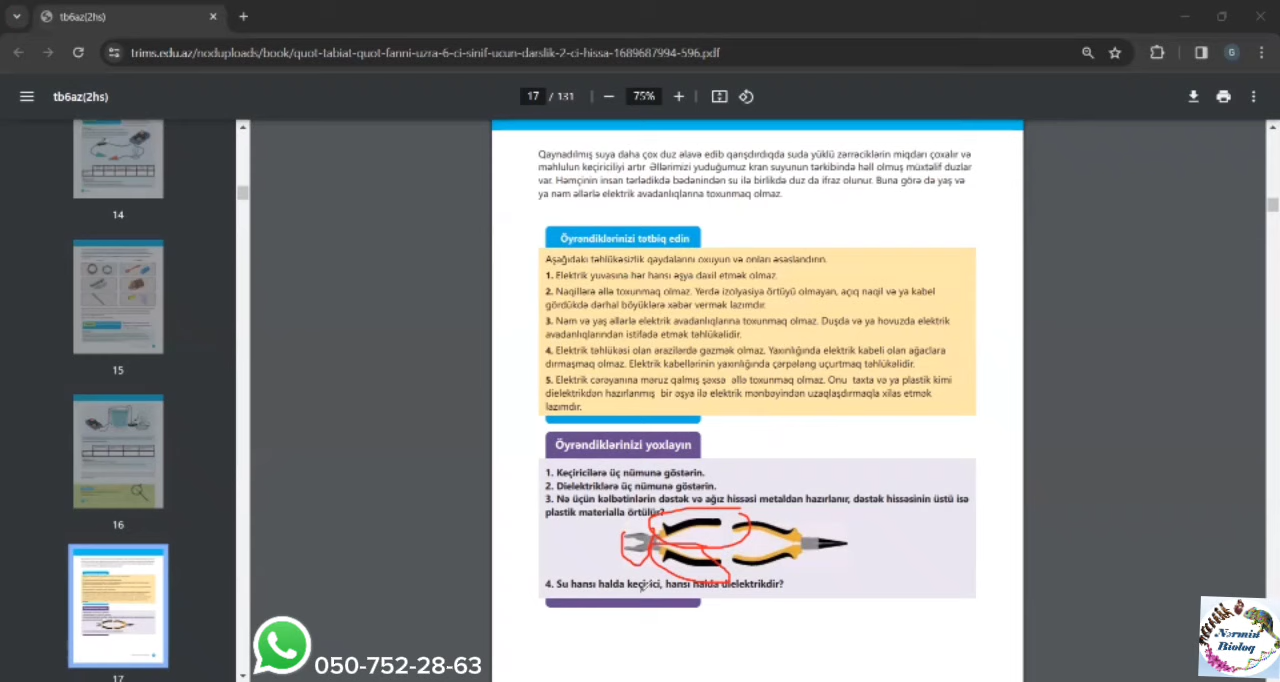 tb6az(2hs)
trims.edu.az/noduploads/book/quot-tabiat-quot-fanni-uzra-6-ci-sinif-ucun-darslik-2-ci-hissa-1689687994-596.pdf
G
tb6az(2hs)
17 / 131
75%
14
15
16
17
Qaynadılmış suya daha çox duz əlavə edib qarışdırdıqda suda yüklü zərrəciklərin miqdarı çoxalır və
məhlulun keçiriciliyi artır. Əllərimizi yuduğumuz kran suyunun tərkibində həll olmuş müxtəlif duzlar
var. Həmçinin insan tərlədikdə bədənindən su ilə birlikdə duz da ifraz olunur. Buna görə də yaş və
ya nəm əllərlə elektrik avadanlıqlarına toxunmaq olmaz.
Öyrəndiklərinizi tətbiq edin
Aşağıdakı təhlükəsizlik qaydalarını oxuyun və onları əsaslandırın.
1. Elektrik yuvasına hər hansı əşya daxil etmək olmaz.
2. Naqillərə əllə toxunmaq olmaz. Yerdə izolyasiya örtüyü olmayan, açıq naqil və ya kabel
gördükdə dərhal böyüklərə xəbər vermək lazımdır.
3. Nəm və yaş əllərlə elektrik avadanlıqlarına toxunmaq olmaz. Duşda və ya hovuzda elektrik
avadanlıqlarından istifadə etmək təhlükəlidir.
4. Elektrik təhlükəsi olan ərazilərdə gəzmək olmaz. Yaxınlığında elektrik kabeli olan ağaclara
dırmaşmaq olmaz. Elektrik kabellərinin yaxınlığında çərpələng uçurtmaq təhlükəlidir.
5. Elektrik cərəyanına məruz qalmış şəxsə əllə toxunmaq olmaz. Onu taxta və ya plastik kimi
dielektrikdən hazırlanmış bir əşya ilə elektrik mənbəyindən uzaqlaşdırmaqla xilas etmək
lazımdır.
Öyrəndiklərinizi yoxlayın
1. Keçiricilərə üç nümunə göstərin.
2. Dielektriklərə üç nümunə göstərin.
3. Nə üçün kəlbətinlərin dəstək və ağız hissəsi metaldan hazırlanır, dəstək hissəsinin üstü isə
plastik materialla örtülür?
4. Su hansı halda keçirici, hansı halda dielektrikdir?
050-752-28-63
Nərmin
Bioloq